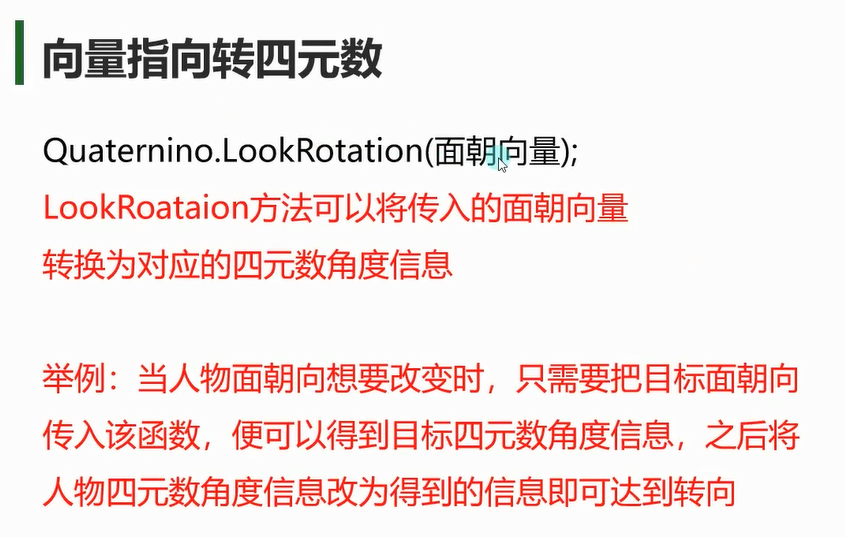 向量指向转四元数
Quaternino.LookRotation(面朝向量);
LookRoataion方法可以将传入的面朝向量
转换为对应的四元数角度信息
举例：当人物面朝向想要改变时，只需要把目标面朝向
传入该函数，便可以得到目标四元数角度信息，之后将
人物四元数角度信息改为得到的信息即可达到转向